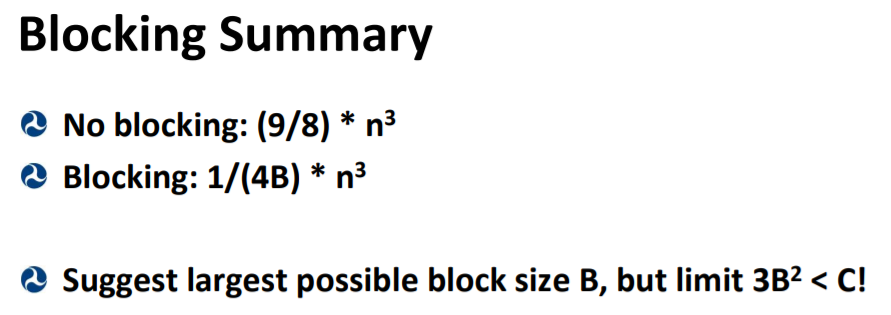 Blocking Summary
No blocking: (9/8) * n³
Blocking: 1/(4B) * n³
Suggest largest possible block size B, but limit 3B² < C!